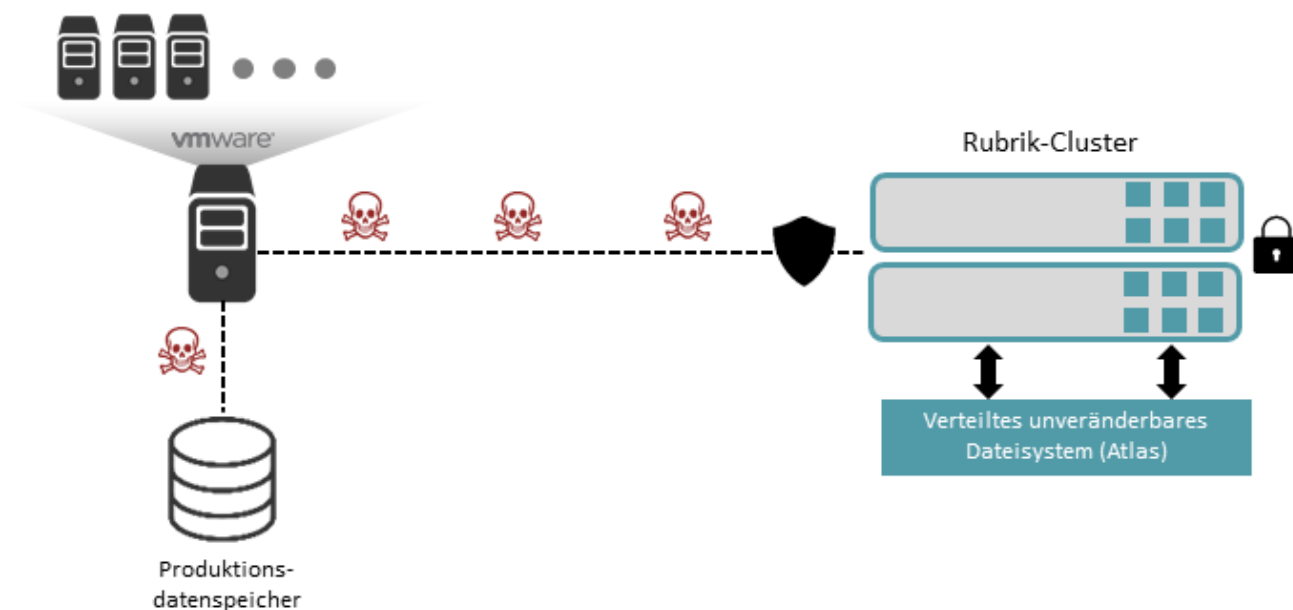 vmware
Rubrik-Cluster
Verteiltes unveränderbares
Dateisystem (Atlas)
Produktions-
datenspeicher